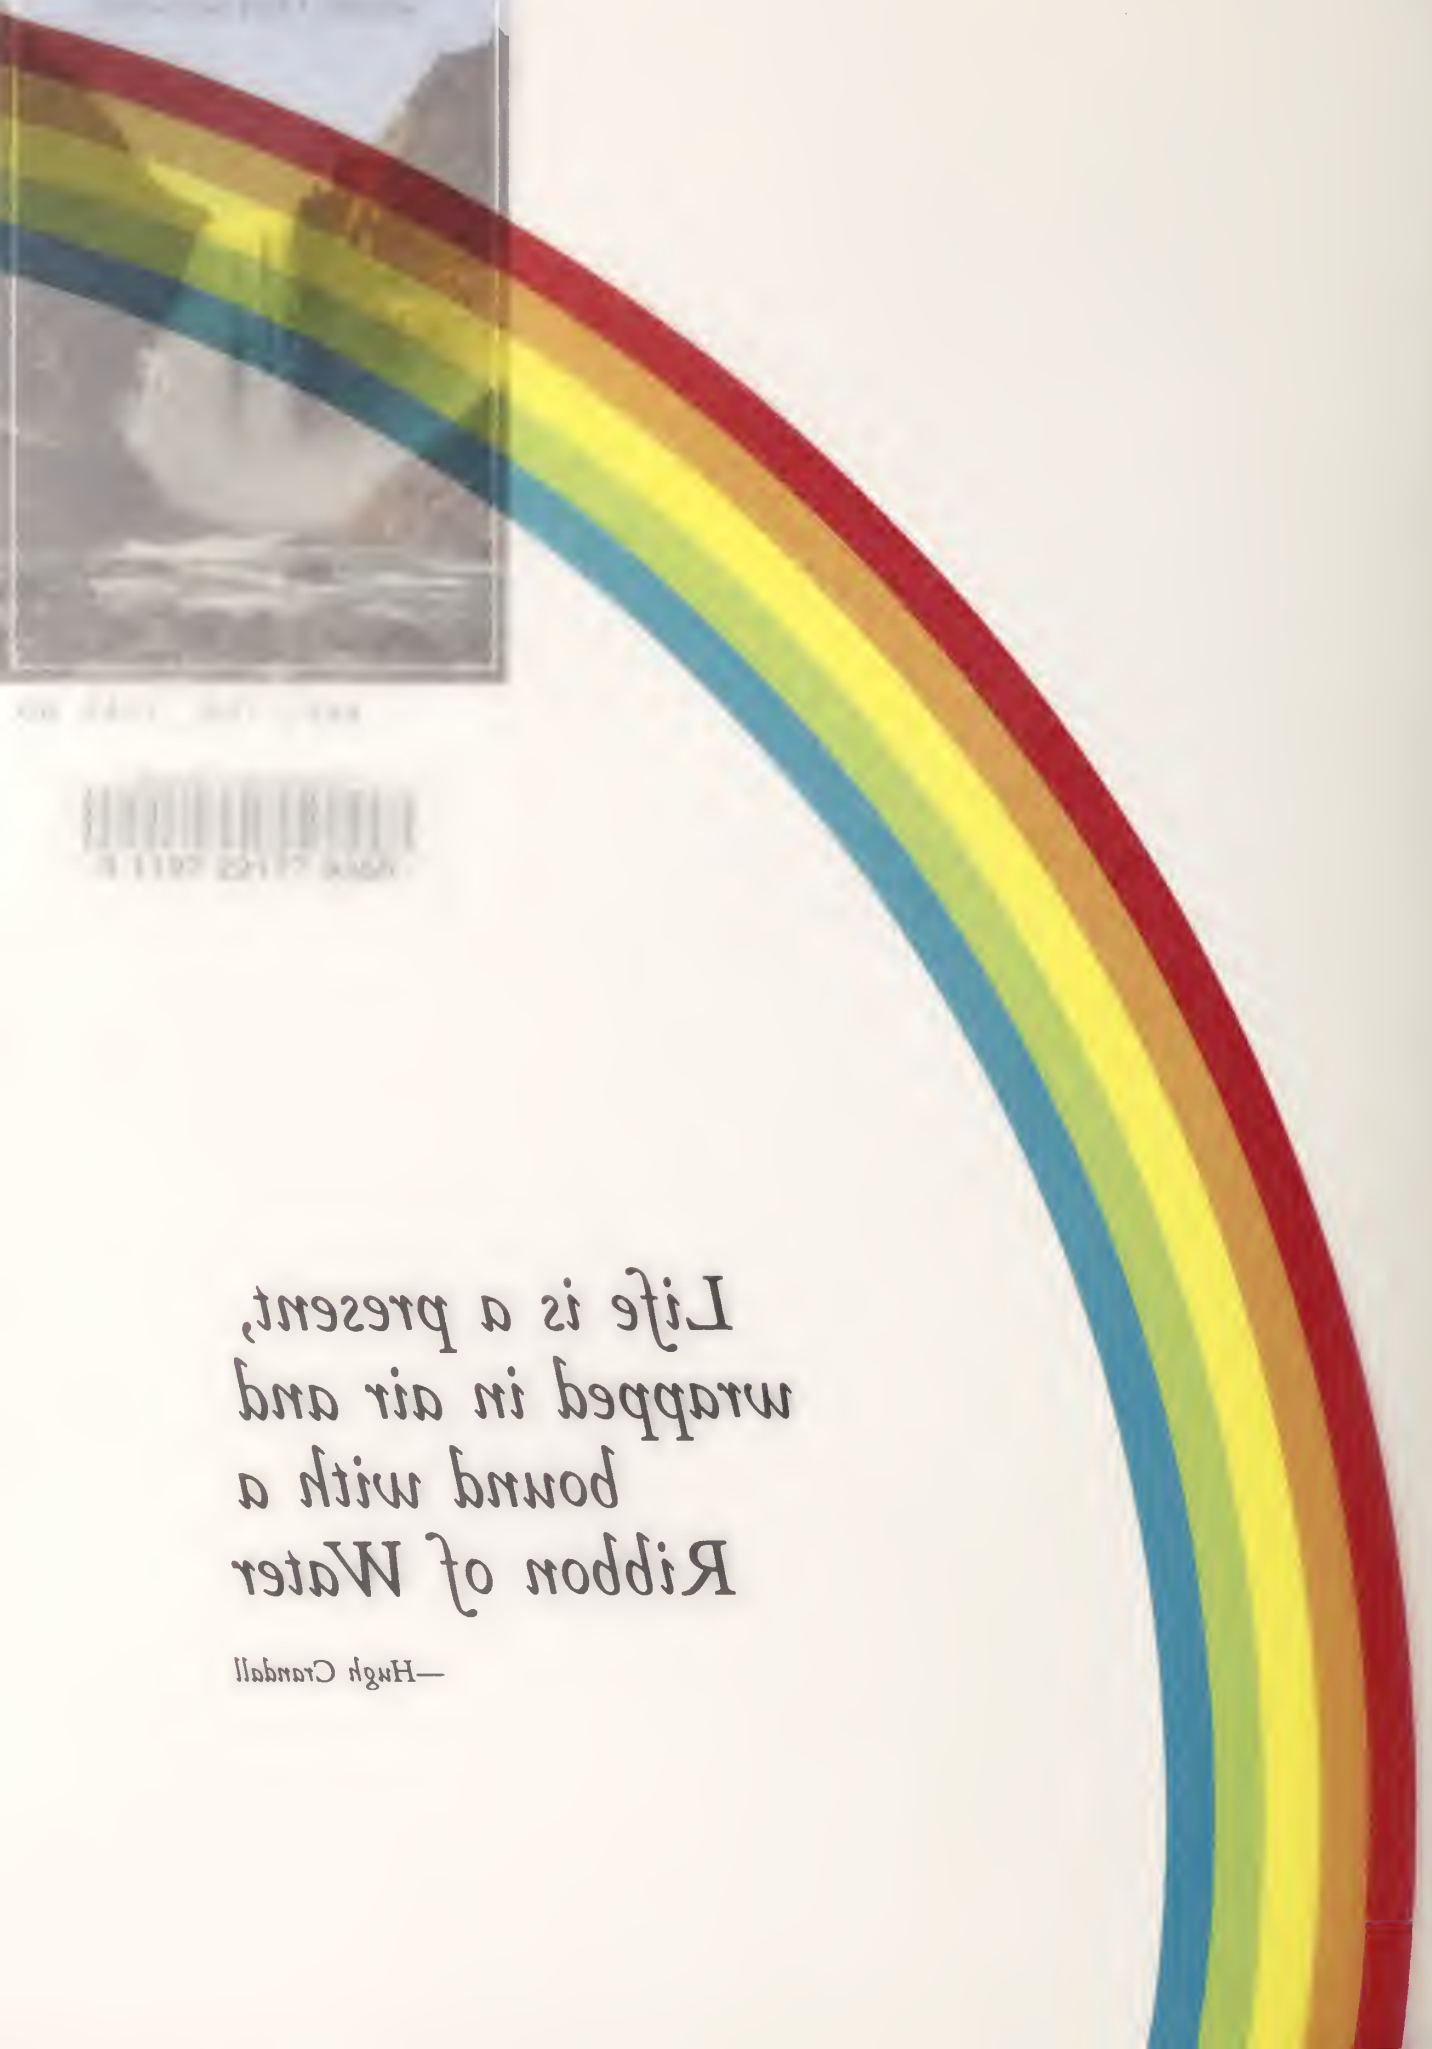 Life is a present,
wrapped in air and
bound with a
Ribbon of Water
—Hugh Crandall